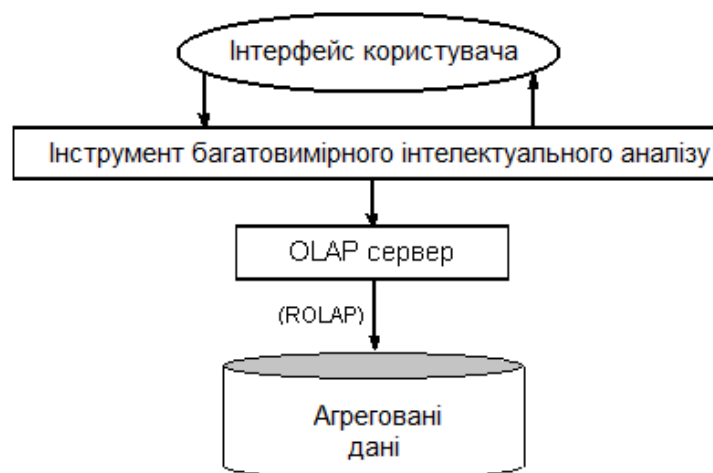 Інтерфейс користувача
Інструмент багатовимірного інтелектуального аналізу
OLAP сервер
(ROLAP)
Агреговані
дані